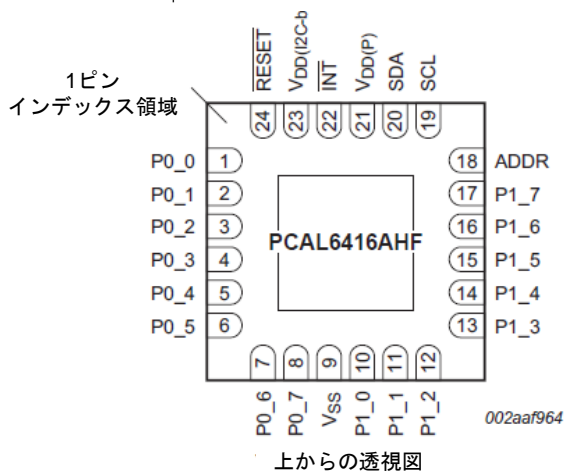 RESET
VDD(I2C-b
INT
VDD(P)
SDA
SCL
1ピン
インデックス領域
24
23
22
21
20
19
P0_0 1
18 ADDR
P0_1 2
17 P1_7
P0_2 3
16 P1_6
PCAL6416AHF
P0_3 4
15 P1_5
P0_4 5
14 P1_4
P0_5 6
13 P1_3
7
8
9
10
11
12
P0_6
P0_7
VSS
P1_0
P1_1
P1_2
002aaf964
上からの透視図